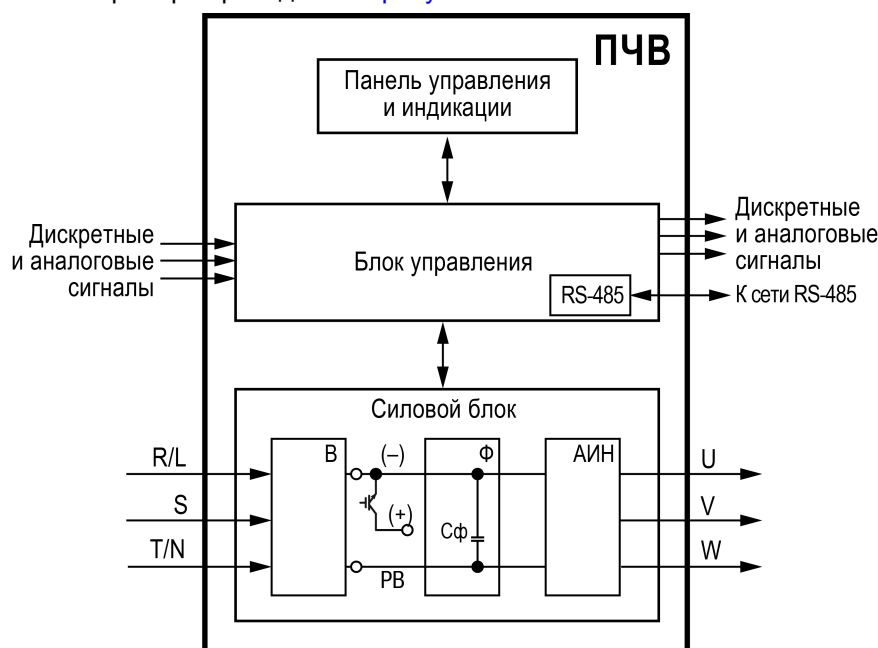 ПЧВ
Панель управления
и индикации
Дискретные
и аналоговые
сигналы
Блок управления
RS-485
Дискретные
и аналоговые
сигналы
К сети RS-485
Силовой блок
R/L
S
T/N
В
(–)
(+)
РВ
Ф
Сф
АИН
U
V
W